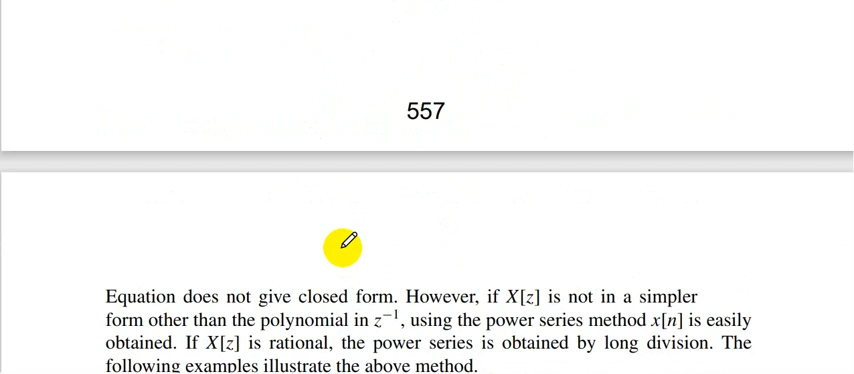 557
Equation does not give closed form. However, if X[z] is not in a simpler
form other than the polynomial in z⁻¹, using the power series method x[n] is easily
obtained. If X[z] is rational, the power series is obtained by long division. The
following examples illustrate the above method.